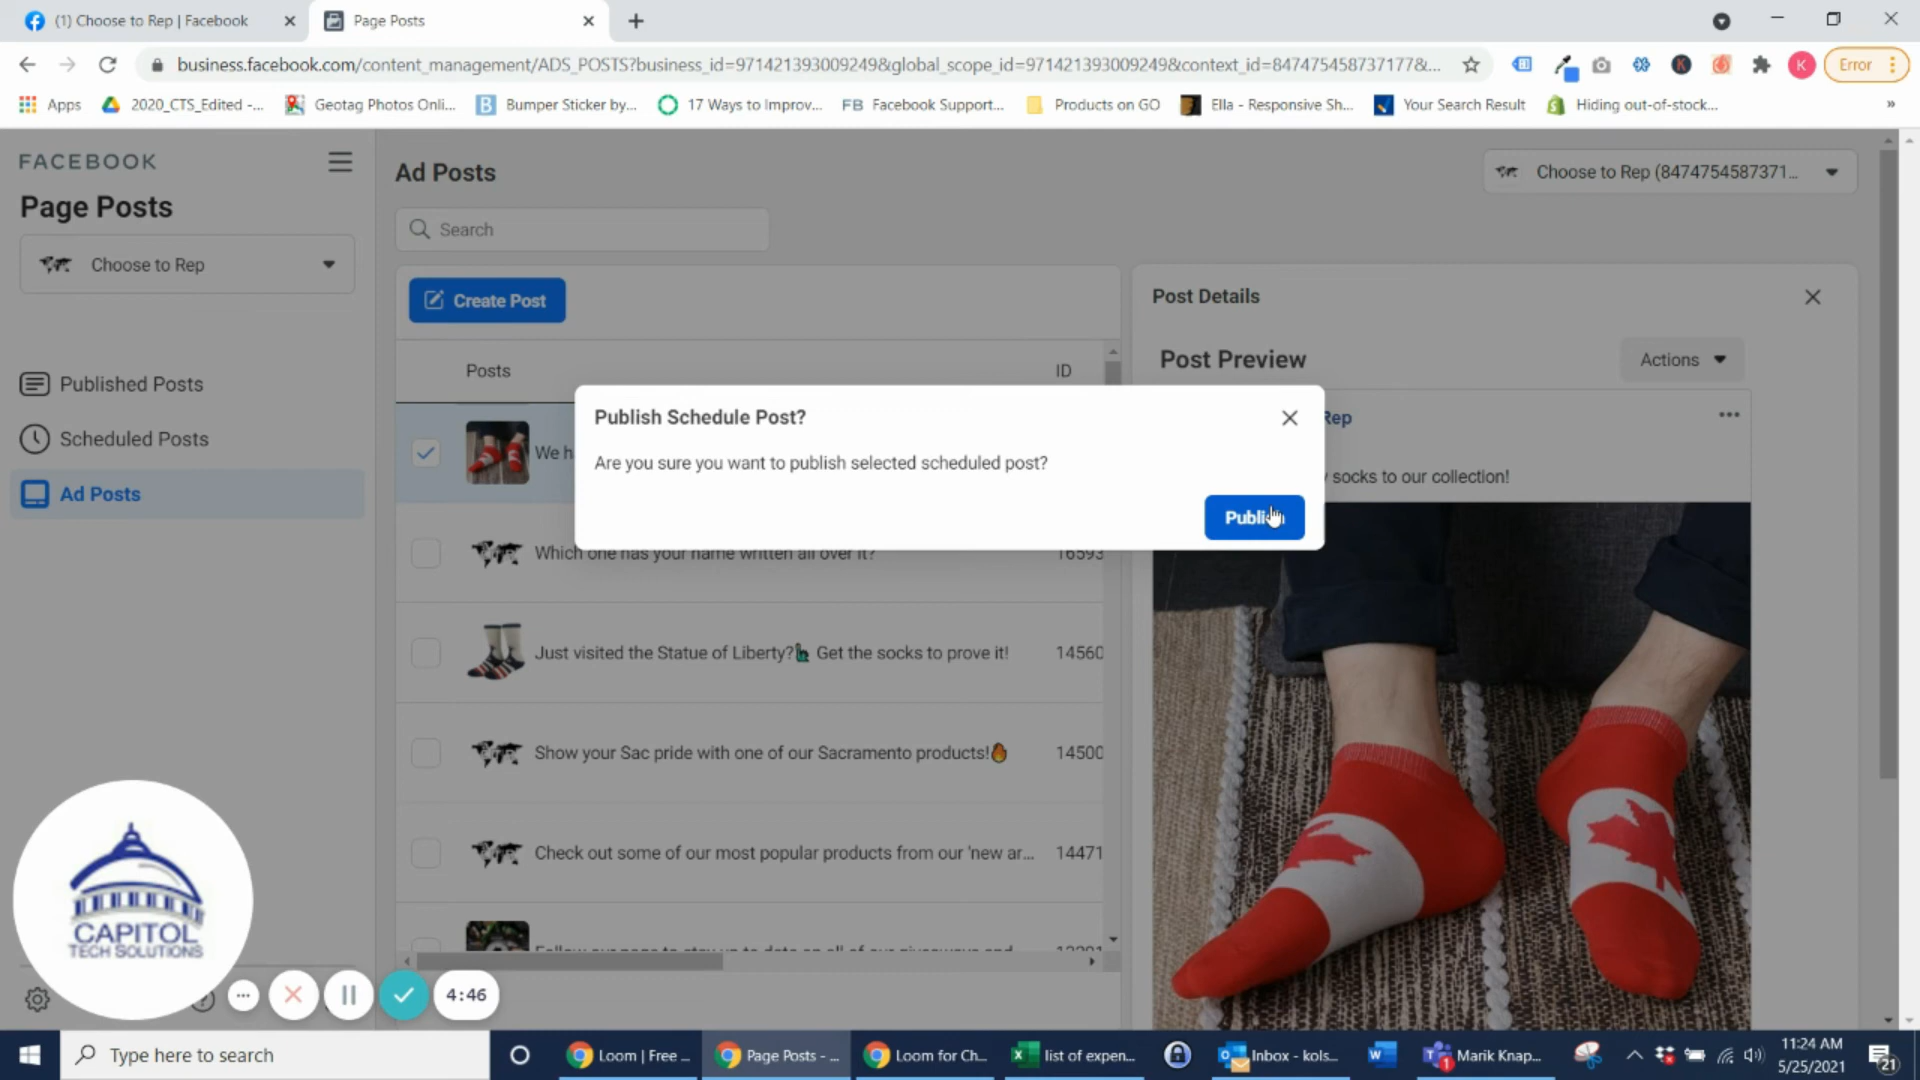 (1) Choose to Rep | Facebook
Page Posts
business.facebook.com/content_management/ADS_POSTS?business_id=971421393009249&global_scope_id=971421393009249&context_id=847475458737177&...
K
K
Error
Apps
2020_CTS_Edited -...
Geotag Photos Onli...
B
Bumper Sticker by...
17 Ways to Improv...
FB
Facebook Support...
Products on GO
Ella - Responsive Sh...
Your Search Result
Hiding out-of-stock...
»
FACEBOOK
Ad Posts
Choose to Rep (8474754587371...
Page Posts
Search
Choose to Rep
Create Post
Post Details
Post Preview
Actions
Posts
ID
Published Posts
Publish Schedule Post?
Rep
Scheduled Posts
We h
Are you sure you want to publish selected scheduled post?
socks to our collection!
Ad Posts
Which one has your name written all over it?
16593
Just visited the Statue of Liberty? Get the socks to prove it!
14560
Show your Sac pride with one of our Sacramento products!
14500
Check out some of our most popular products from our 'new ar...
14471
CAPITOL
TECH SOLUTIONS
4:46
Type here to search
Loom | Free ...
Page Posts - ...
Loom for Ch...
list of expen...
Inbox - kols...
Marik Knap...
1
11:24 AM
5/25/2021
21